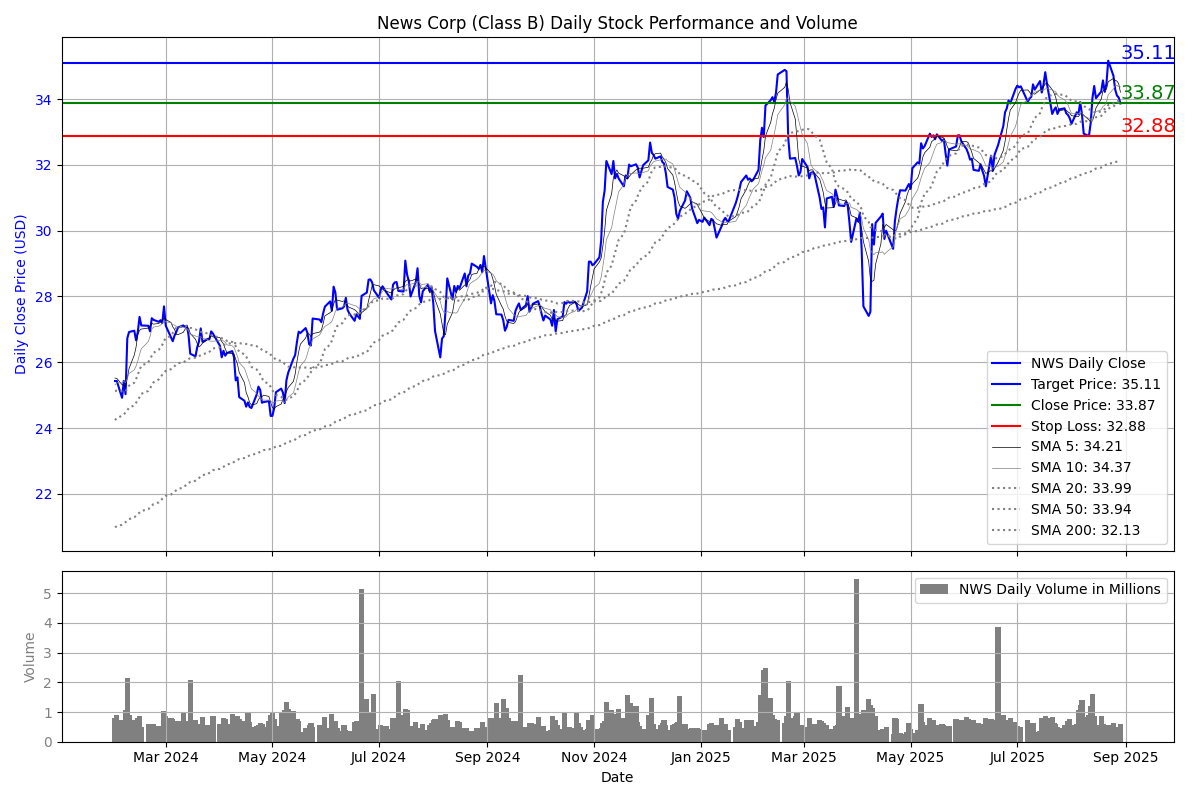 News Corp (Class B) Daily Stock Performance and Volume
Daily Close Price (USD)
34
32
30
28
26
24
22
35.11
33.87
32.88
NWS Daily Close
Target Price: 35.11
Close Price: 33.87
Stop Loss: 32.88
SMA 5: 34.21
SMA 10: 34.37
SMA 20: 33.99
SMA 50: 33.94
SMA 200: 32.13
Volume
5
4
3
2
1
0
NWS Daily Volume in Millions
Mar 2024
May 2024
Jul 2024
Sep 2024
Nov 2024
Jan 2025
Mar 2025
May 2025
Jul 2025
Sep 2025
Date